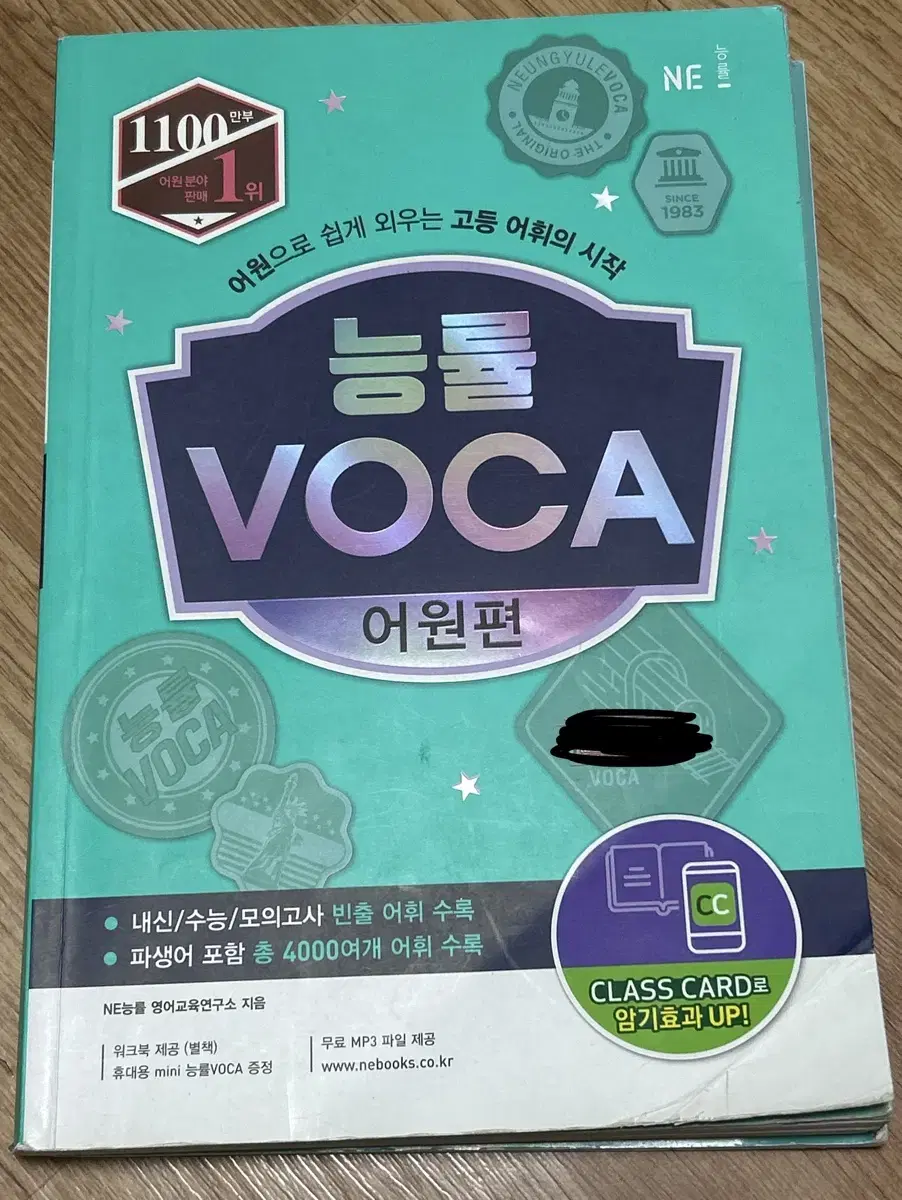 1100 만부
어원 분야
판매 1위
NEUNGYULEVOCA
THE ORIGINAL
NE 능률
SINCE
1983
어원으로 쉽게 외우는 고등 어휘의 시작
능률
VOCA
어원편
능률
VOCA
VOCA
내신/수능/모의고사 빈출 어휘 수록
파생어 포함 총 4000여개 어휘 수록
CC
CLASS CARD로
암기효과 UP!
NE능률 영어교육연구소 지음
워크북 제공 (별책)
휴대용 mini 능률VOCA 증정
무료 MP3 파일 제공
www.nebooks.co.kr